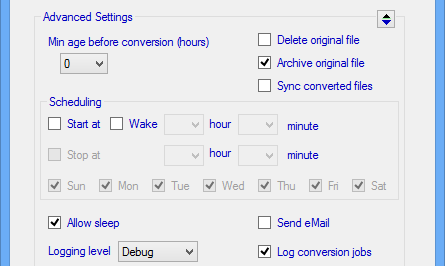 Advanced Settings
Min age before conversion (hours)
0
Delete original file
Archive original file
Sync converted files
Scheduling
Start at Wake hour minute
Stop at hour minute
Sun Mon Tue Wed Thu Fri Sat
Allow sleep Send eMail
Logging level Debug Log conversion jobs